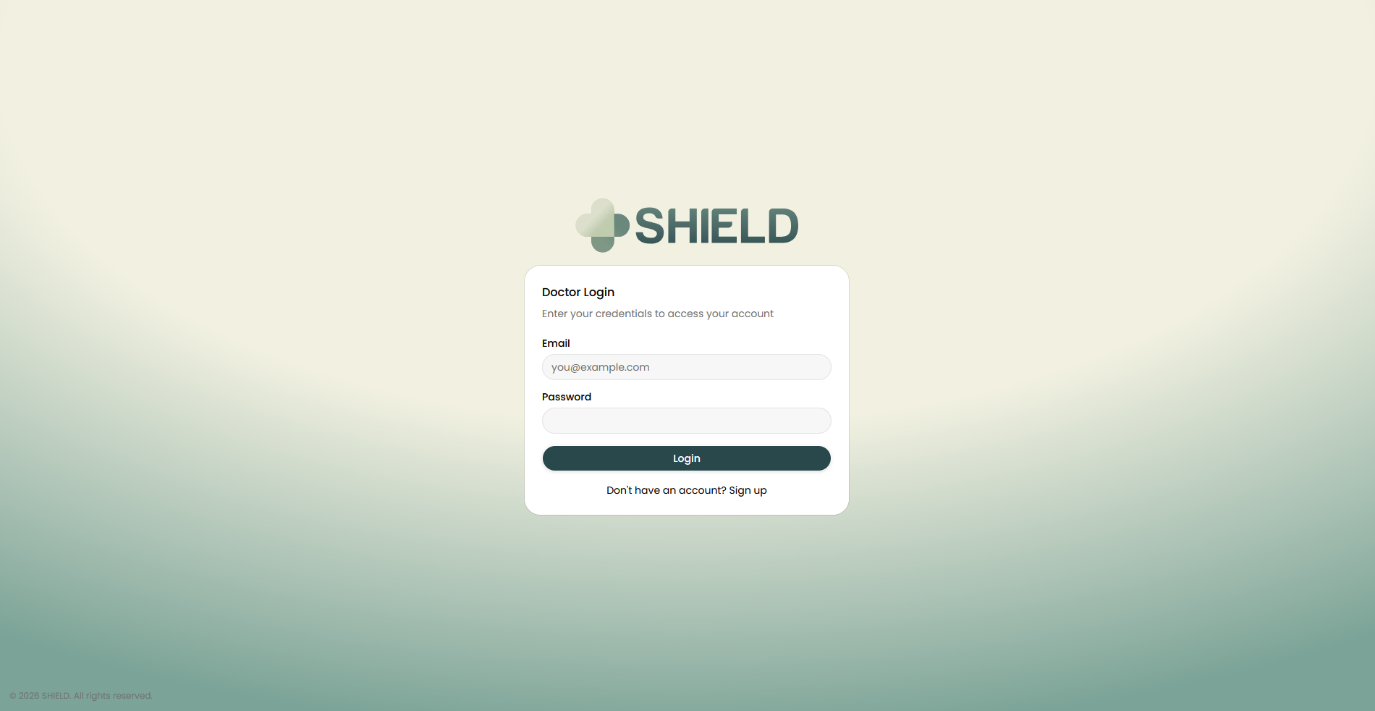 SHIELD
Doctor Login
Enter your credentials to access your account
Email
you@example.com
Password
Login
Don't have an account? Sign up
© 2026 SHIELD. All rights reserved.